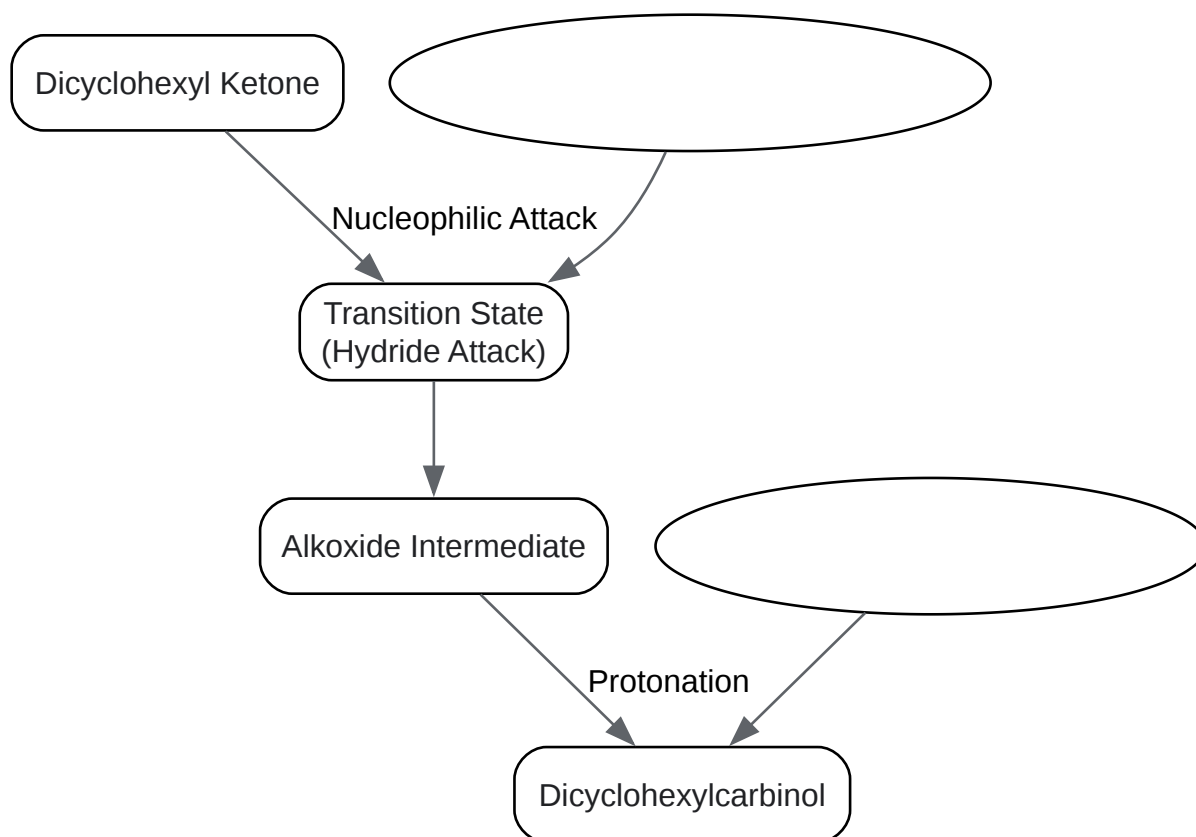 Dicyclohexyl Ketone
Nucleophilic Attack
Transition State
(Hydride Attack)
Alkoxide Intermediate
Protonation
Dicyclohexylcarbinol